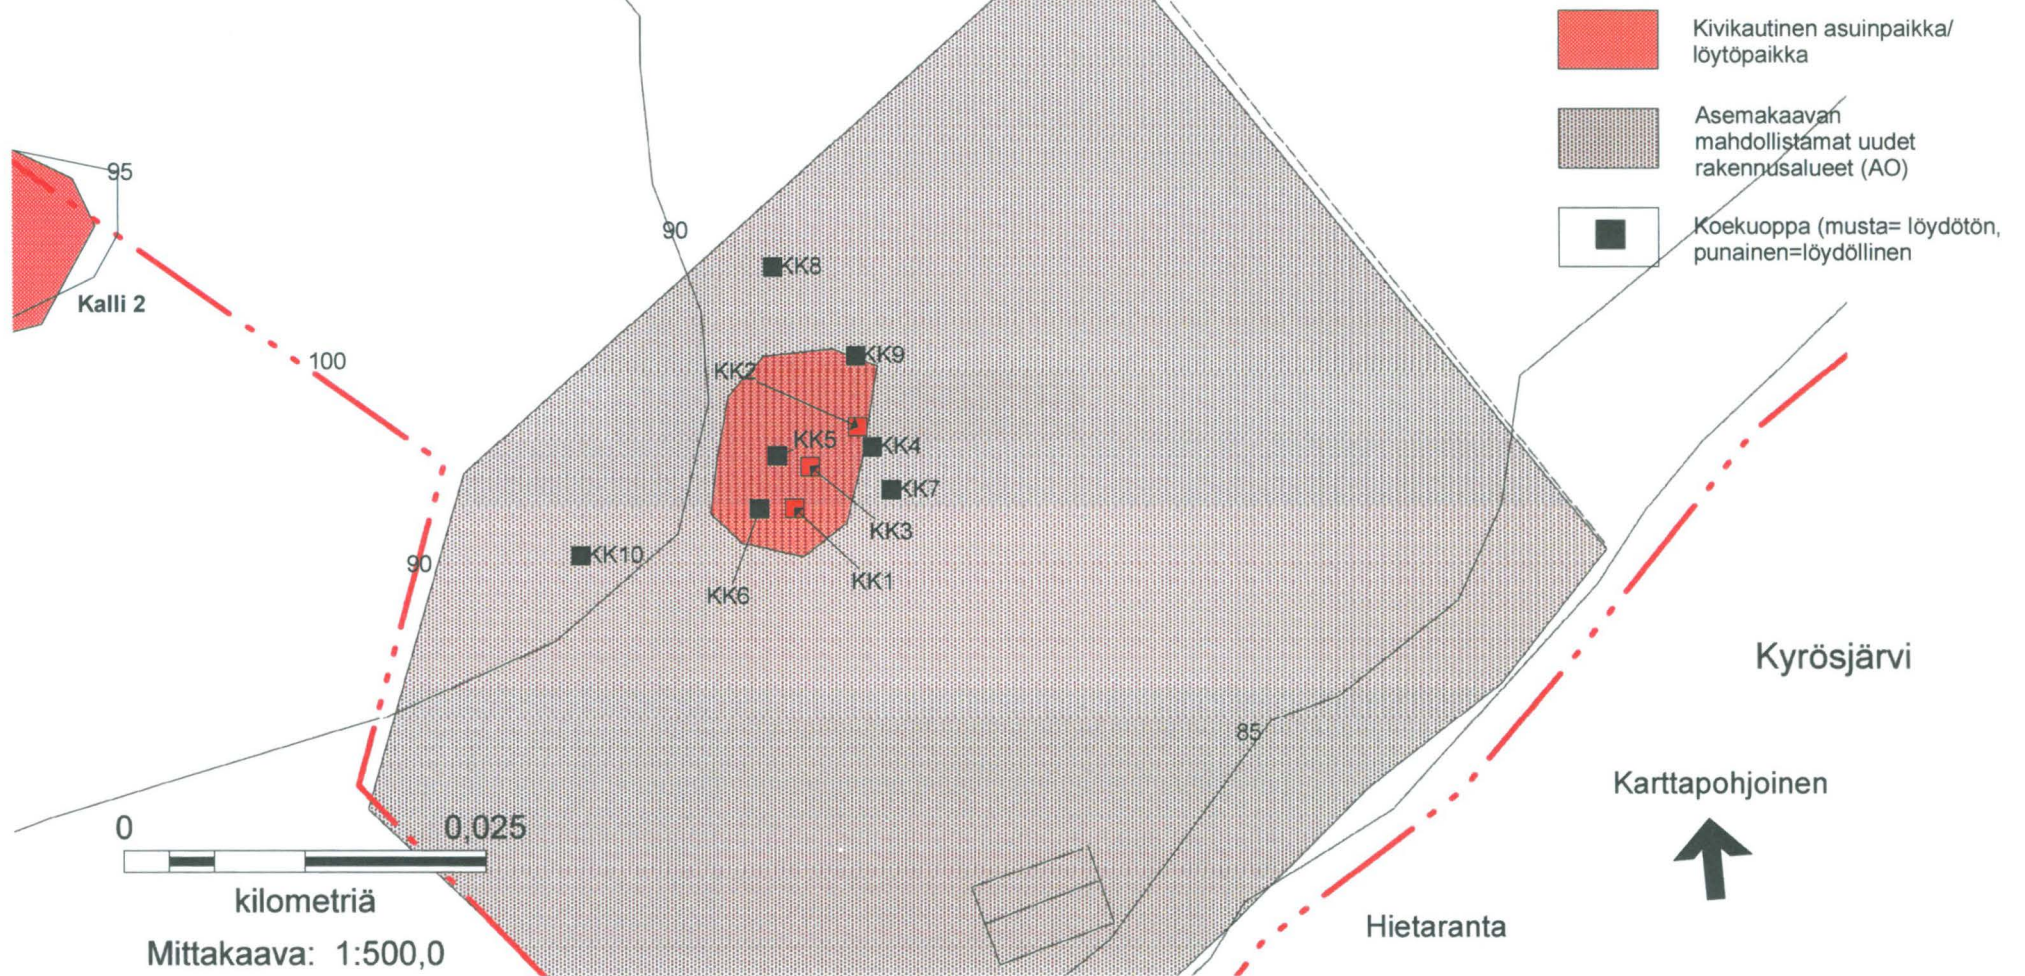 Kivikautinen asuinpaikka/
löytöpaikka
Asemakaavan
mahdollistamat uudet
rakennusalueet (AO)
Koekuoppa (musta= löydötön,
punainen=löydöllinen
95
90
KK8
Kalli 2
100
KK9
KK2
KK5
KK4
KK7
KK3
KK10
90
KK1
KK6
Kyrösjärvi
85
Karttapohjoinen
0 0,025
kilometriä
Hietaranta
Mittakaava: 1:500,0